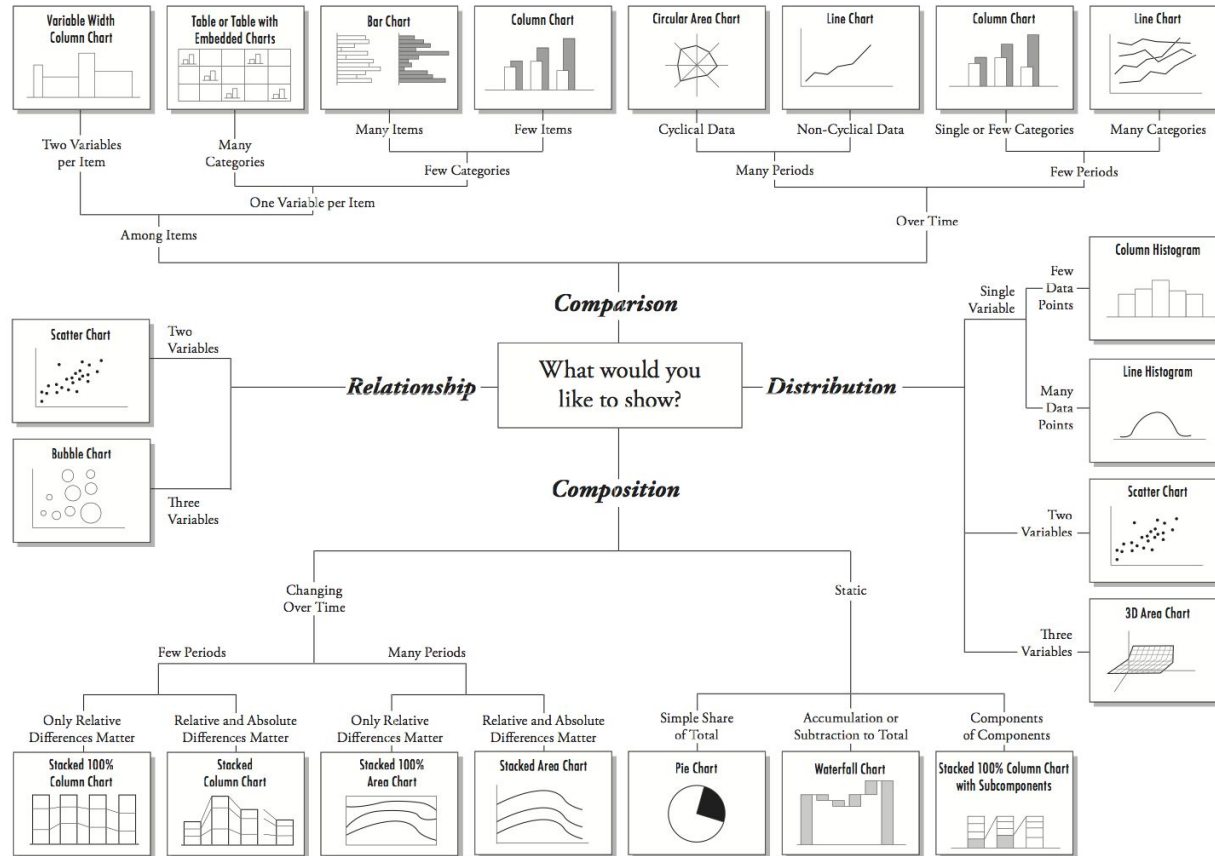 Variable Width
Column Chart
Table or Table with
Embedded Charts
Bar Chart
Column Chart
Circular Area Chart
Line Chart
Column Chart
Line Chart
Two Variables
per Item
Many
Categories
Many Items
Few Items
Cyclical Data
Non-Cyclical Data
Single or Few Categories
Many Categories
Few Categories
Many Periods
Few Periods
One Variable per Item
Among Items
Over Time
Comparison
What would you
like to show?
Relationship
Two
Variables
Scatter Chart
Bubble Chart
Three
Variables
Distribution
Single
Variable
Few
Data
Points
Column Histogram
Many
Data
Points
Line Histogram
Two
Variables
Scatter Chart
Three
Variables
3D Area Chart
Composition
Changing
Over Time
Static
Few Periods
Many Periods
Only Relative
Differences Matter
Relative and Absolute
Differences Matter
Only Relative
Differences Matter
Relative and Absolute
Differences Matter
Simple Share
of Total
Accumulation or
Subtraction to Total
Components
of Components
Stacked 100%
Column Chart
Stacked
Column Chart
Stacked 100%
Area Chart
Stacked Area Chart
Pie Chart
Waterfall Chart
Stacked 100% Column Chart
with Subcomponents